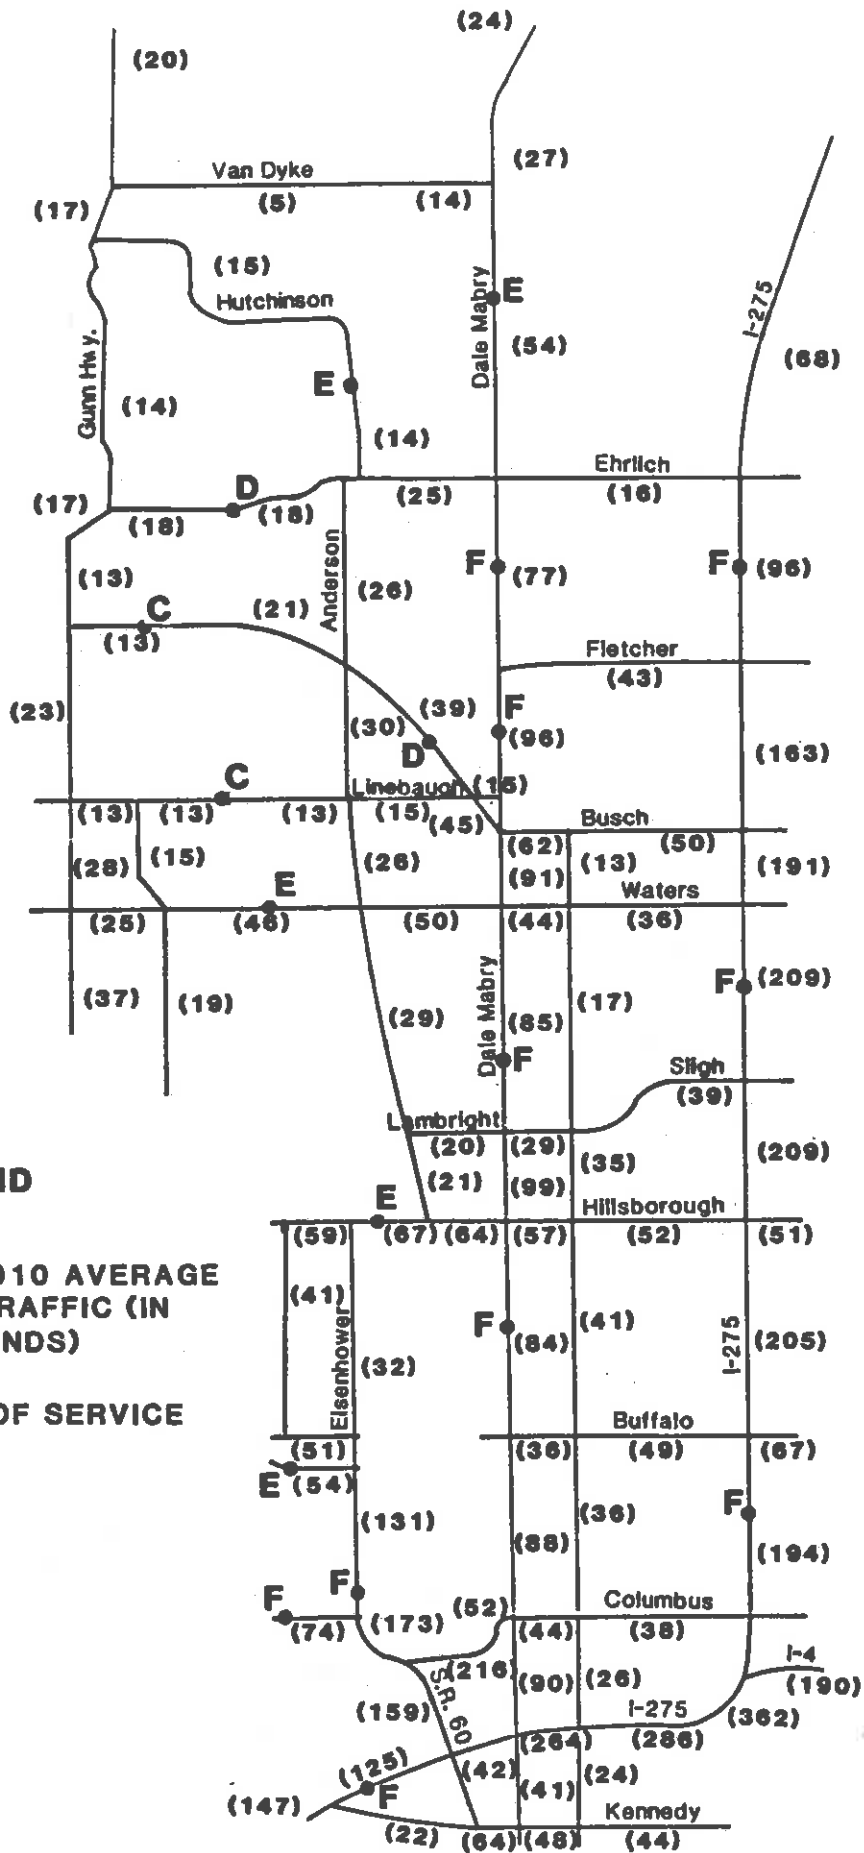 (24)
(20)
(27)
Van Dyke
(5)
(14)
(17)
(15)
Hutchinson
Dale Mabry
E
I-275
(54)
(68)
Gunn Hwy.
E
(14)
(14)
Ehrlich
(25)
(16)
D
(17)
(18)
(18)
Anderson
F
(77)
F
(96)
(13)
(26)
C
(21)
(13)
Fletcher
(43)
(23)
(39)
(30)
F
(96)
D
(163)
C
Linebaugh
(15)
(13)
(13)
(13)
(15)
(45)
Busch
(62)
(50)
(28)
(15)
(26)
(91)
(13)
(191)
E
Waters
(25)
(46)
(50)
(44)
(36)
(37)
(19)
(29)
Dale Mabry
(85)
(17)
F
(209)
F
Sligh
(39)
Lambright
(20)
(29)
(35)
(209)
(21)
(99)
ND
E
Hillsborough
(59)
(67)
(64)
(57)
(52)
(51)
010 AVERAGE
RAFFIC (IN
NDS)
(41)
Eisenhower
(32)
F
(84)
(41)
I-275
(205)
OF SERVICE
Buffalo
(51)
(36)
(49)
(67)
E
(54)
(131)
(88)
(36)
F
(194)
F
F
(74)
(173)
(52)
Columbus
(44)
(38)
(216)
S.R. 60
(90)
(26)
I-4
(190)
(159)
I-275
(362)
(264)
(286)
(125)
F
(42)
(41)
(24)
(147)
(22)
(64)
(48)
Kennedy
(44)